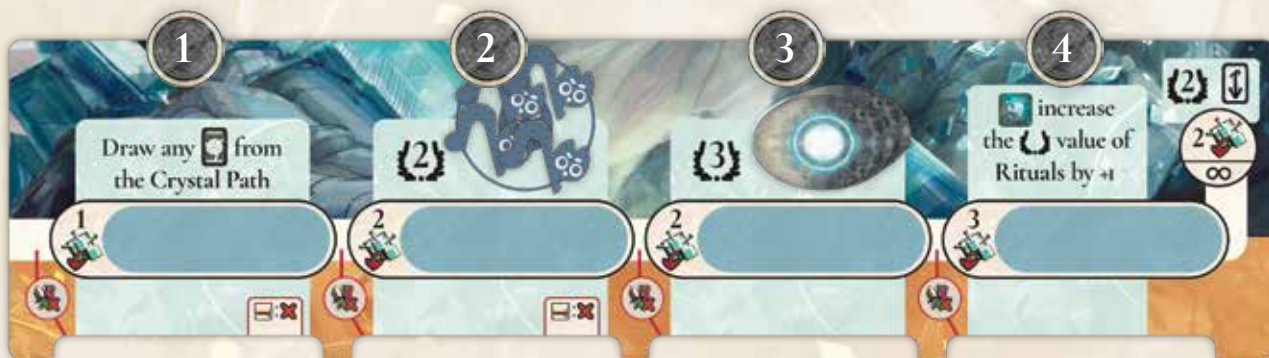 1
2
3
4
Draw any from
the Crystal Path
2
3
increase
the value of
Rituals by +1
2
2
∞
1
2
2
3